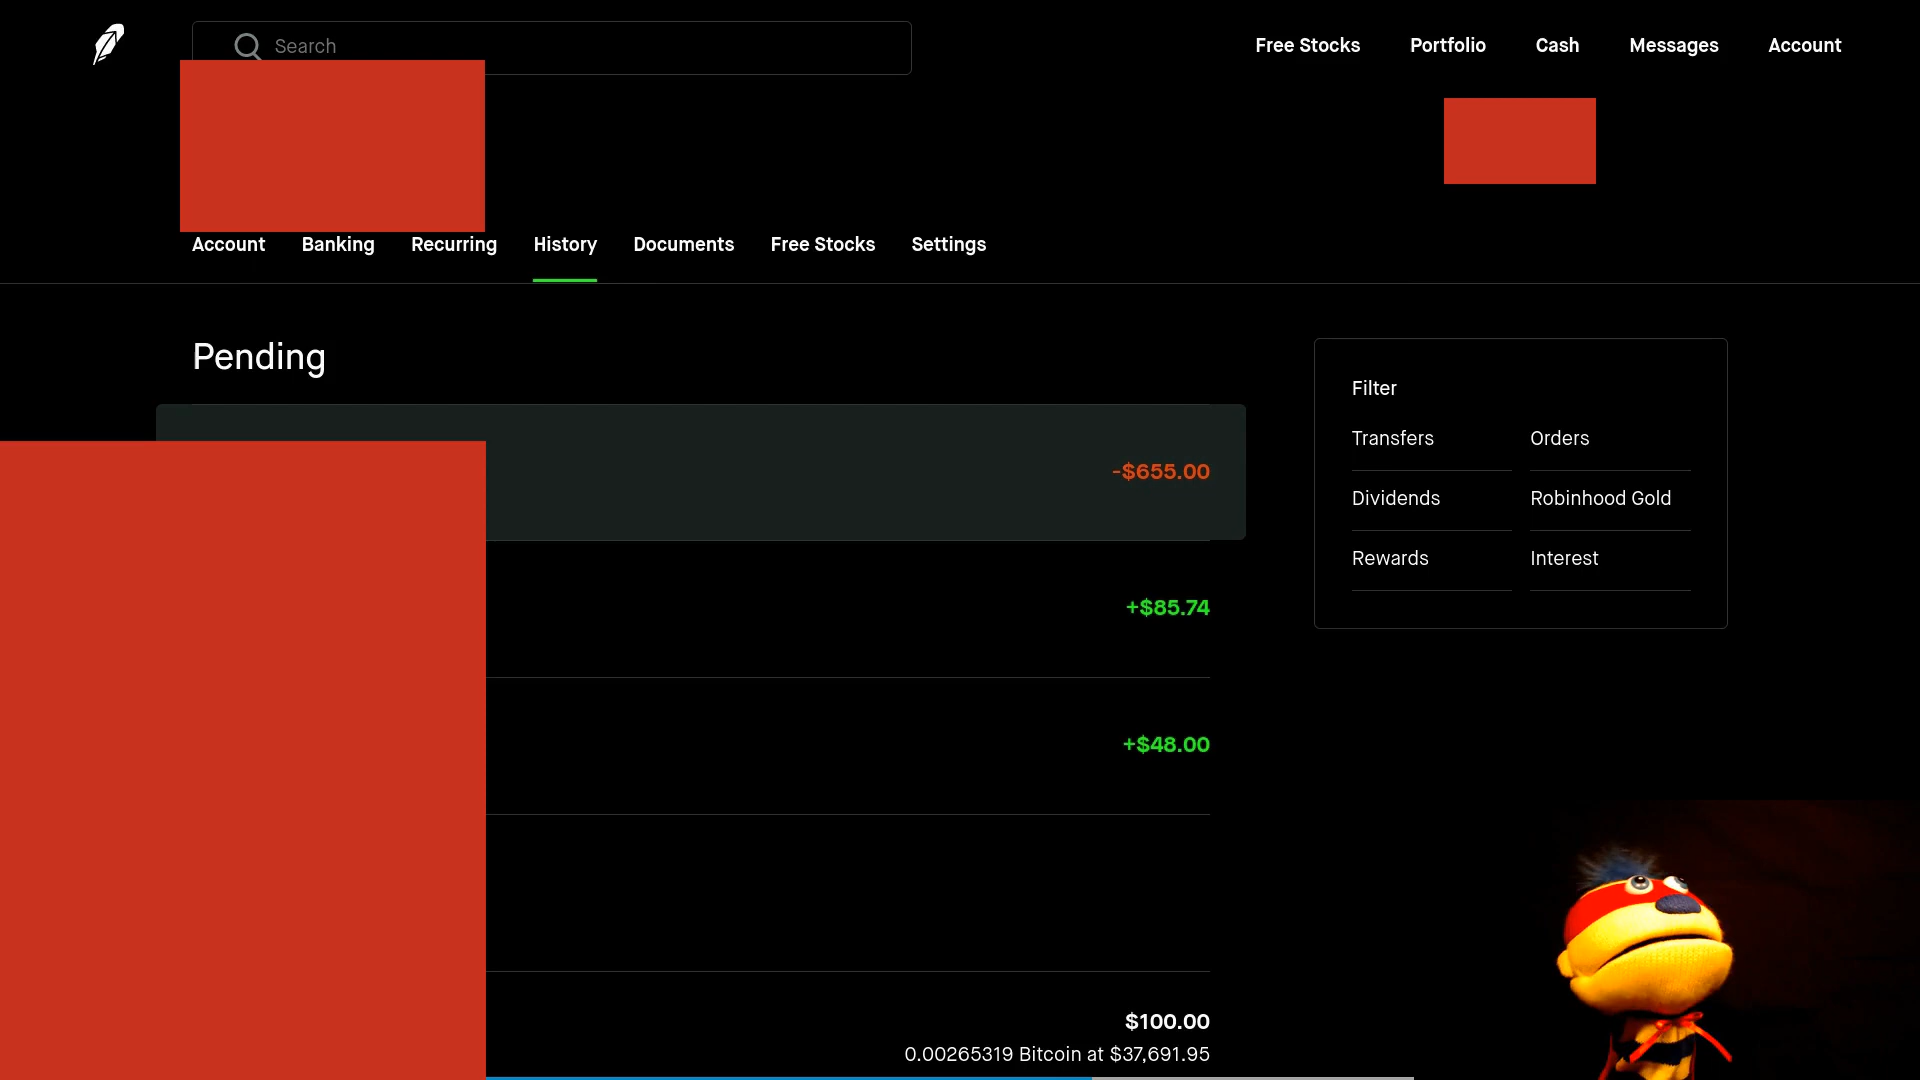 Search
Free Stocks
Portfolio
Cash
Messages
Account
Account
Banking
Recurring
History
Documents
Free Stocks
Settings
Pending
-$655.00
+$85.74
+$48.00
$100.00
0.00265319 Bitcoin at $37,691.95
Filter
Transfers
Orders
Dividends
Robinhood Gold
Rewards
Interest